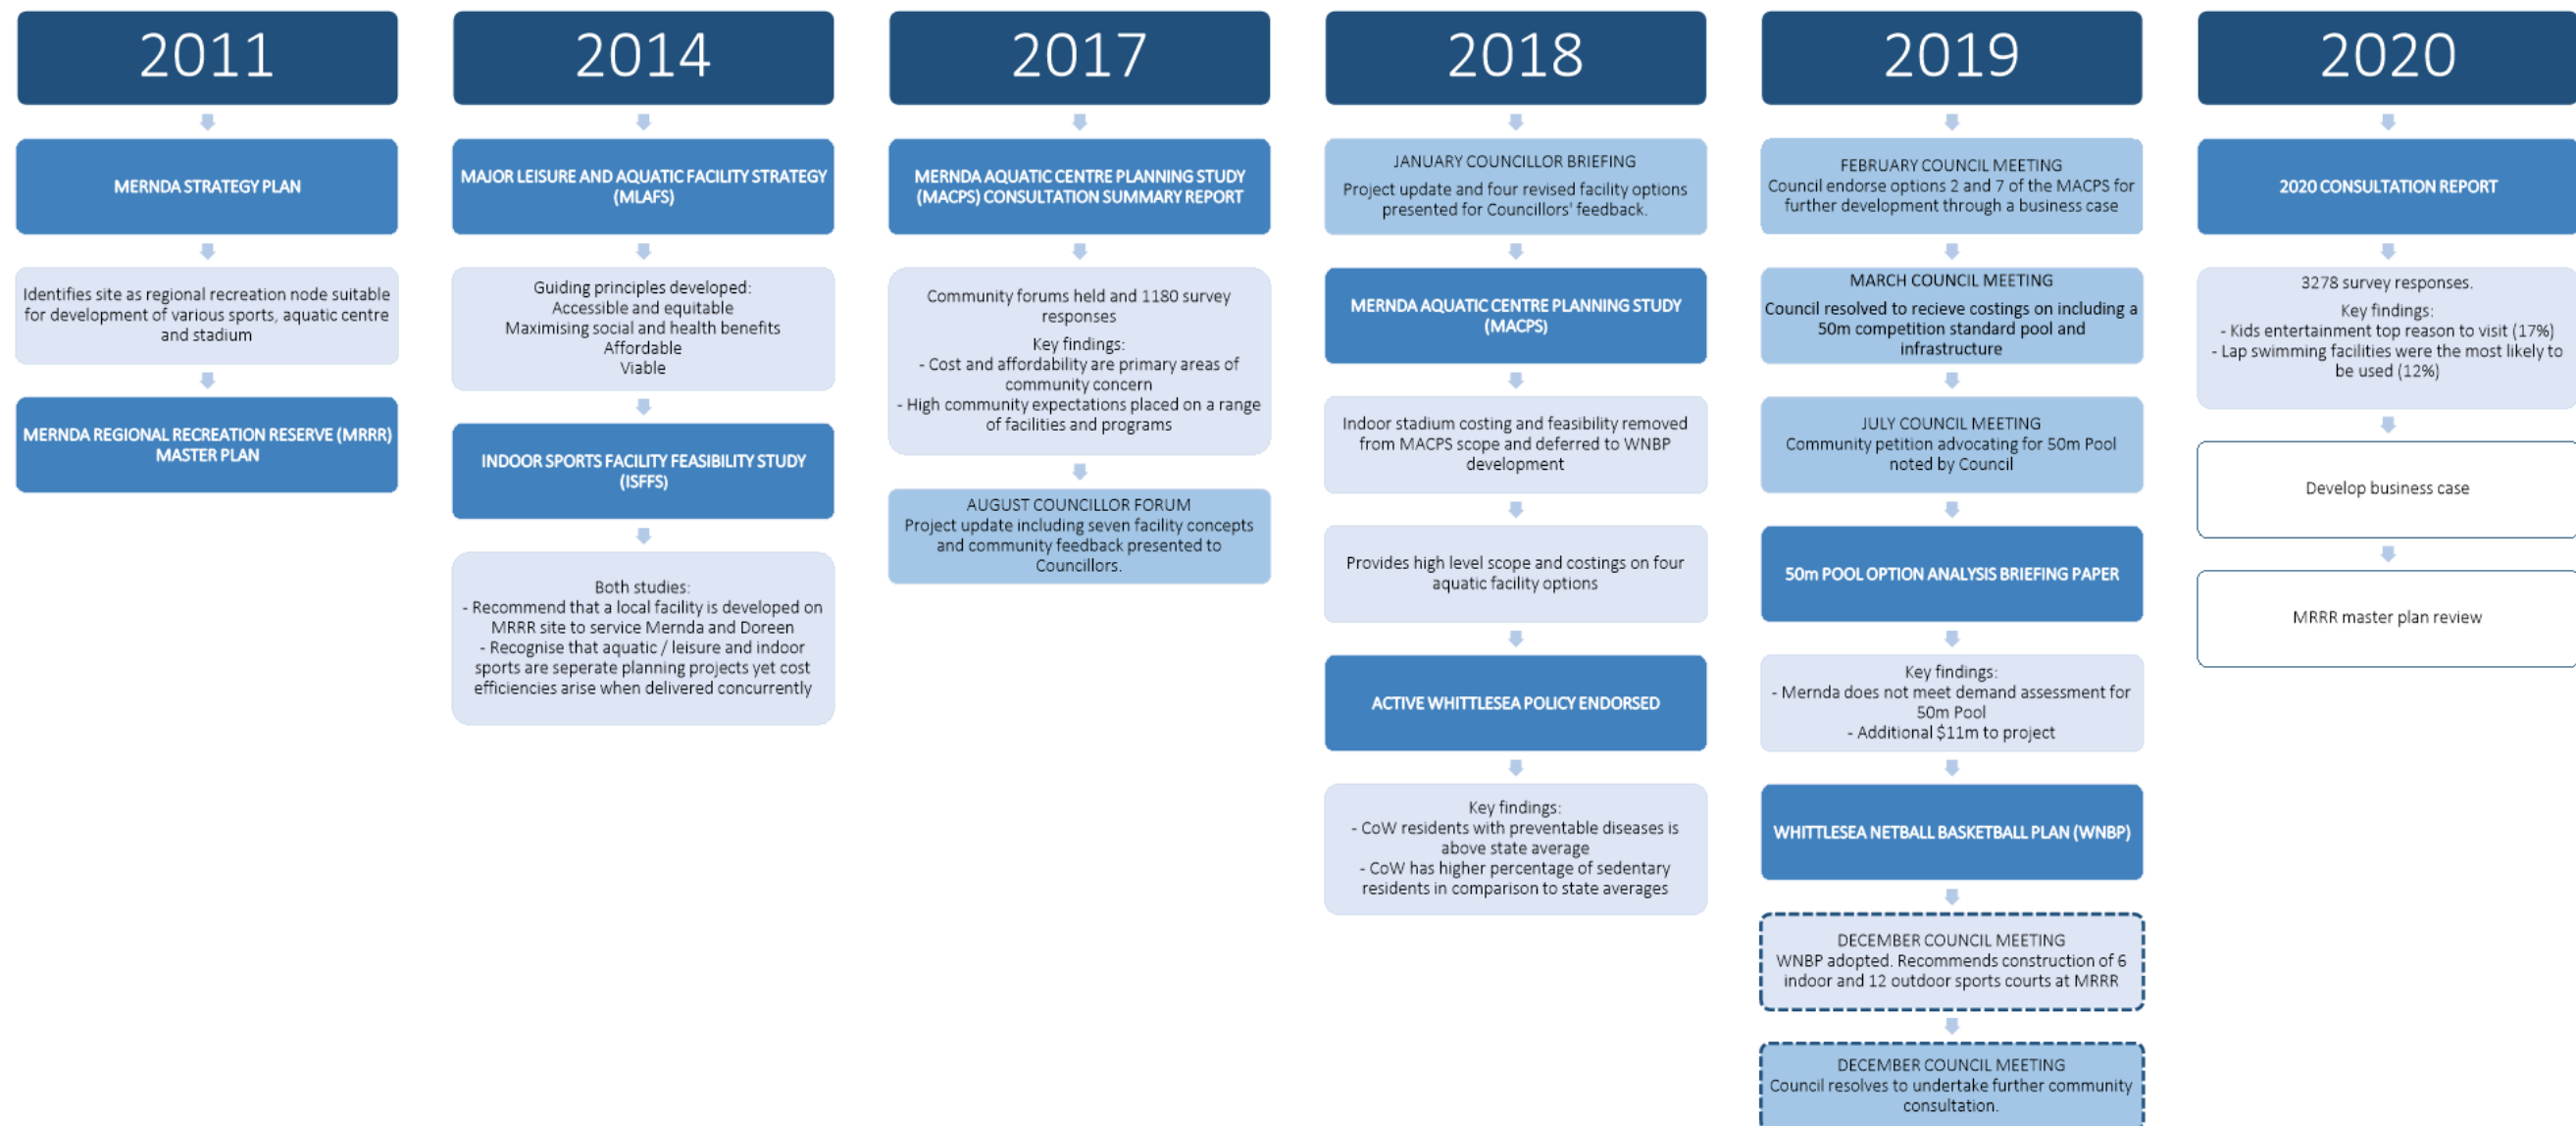 2011
MERNDA STRATEGY PLAN
Identifies site as regional recreation node suitable
for development of various sports, aquatic centre
and stadium
MERNDA REGIONAL RECREATION RESERVE (MRRR)
MASTER PLAN
2014
MAJOR LEISURE AND AQUATIC FACILITY STRATEGY
(MLAFS)
Guiding principles developed:
Accessible and equitable
Maximising social and health benefits
Affordable
Viable
INDOOR SPORTS FACILITY FEASIBILITY STUDY
(ISFFS)
Both studies:
- Recommend that a local facility is developed on
MRRR site to service Mernda and Doreen
- Recognise that aquatic / leisure and indoor
sports are seperate planning projects yet cost
efficiencies arise when delivered concurrently
2017
MERNDA AQUATIC CENTRE PLANNING STUDY
(MACPS) CONSULTATION SUMMARY REPORT
Community forums held and 1180 survey
responses
Key findings:
- Cost and affordability are primary areas of
community concern
- High community expectations placed on a range
of facilities and programs
AUGUST COUNCILLOR FORUM
Project update including seven facility concepts
and community feedback presented to
Councillors.
2018
JANUARY COUNCILLOR BRIEFING
Project update and four revised facility options
presented for Councillors' feedback.
MERNDA AQUATIC CENTRE PLANNING STUDY
(MACPS)
Indoor stadium costing and feasibility removed
from MACPS scope and deferred to WNBP
development
Provides high level scope and costings on four
aquatic facility options
ACTIVE WHITTLESEA POLICY ENDORSED
Key findings:
- CoW residents with preventable diseases is
above state average
- CoW has higher percentage of sedentary
residents in comparison to state averages
2019
FEBRUARY COUNCIL MEETING
Council endorse options 2 and 7 of the MACPS for
further development through a business case
MARCH COUNCIL MEETING
Council resolved to recieve costings on including a
50m competition standard pool and
infrastructure
JULY COUNCIL MEETING
Community petition advocating for 50m Pool
noted by Council
50m POOL OPTION ANALYSIS BRIEFING PAPER
Key findings:
- Mernda does not meet demand assessment for
50m Pool
- Additional $11m to project
WHITTLESEA NETBALL BASKETBALL PLAN (WNBP)
DECEMBER COUNCIL MEETING
WNBP adopted. Recommends construction of 6
indoor and 12 outdoor sports courts at MRRR
DECEMBER COUNCIL MEETING
Council resolves to undertake further community
consultation.
2020
2020 CONSULTATION REPORT
3278 survey responses.
Key findings:
- Kids entertainment top reason to visit (17%)
- Lap swimming facilities were the most likely to
be used (12%)
Develop business case
MRRR master plan review